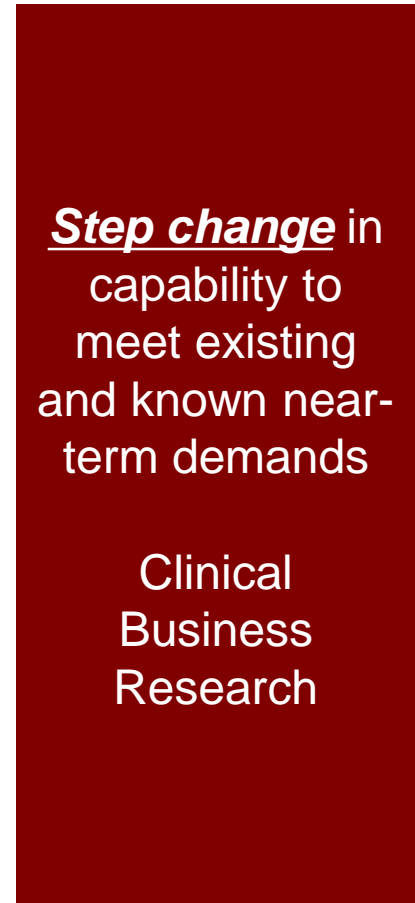 Step change in
capability to
meet existing
and known near-
term demands
Clinical
Business
Research